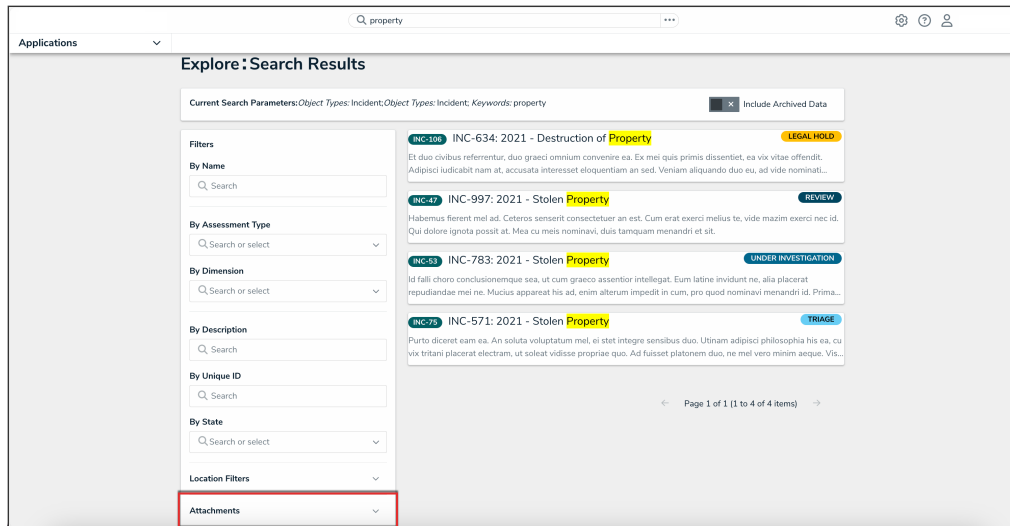 property
Applications
Explore:Search Results
Current Search Parameters:Object Types: Incident;Object Types: Incident; Keywords: property
Include Archived Data
Filters
By Name
Search
By Assessment Type
Search or select
By Dimension
Search or select
By Description
Search
By Unique ID
Search
By State
Search or select
Location Filters
Attachments
INC-106 INC-634: 2021 - Destruction of Property LEGAL HOLD
Et duo civibus referrentur, duo graeci omnium convenire ea. Ex mei quis primis dissentiet, ea vix vitae offendit.
Adipisci iudicabit nam at, accusata interesset eloquentiam an sed. Veniam aliquando duo eu, ad vide nominati...
INC-47 INC-997: 2021 - Stolen Property REVIEW
Habemus fierent mel ad. Ceteros senserit consectetuer an est. Cum erat exerci melius te, vide mazim exerci nec id.
Qui dolore ignota possit at. Mea cu meis nominavi, duis tamquam menandri et sit.
INC-53 INC-783: 2021 - Stolen Property UNDER INVESTIGATION
Id falli choro conclusionemque sea, ut cum graeco assentior intellegat. Eum latine invidunt ne, alia placerat
repudiandae mei ne. Mucius appareat his ad, enim alterum impedit in cum, pro quod nominavi menandri id. Prima...
INC-75 INC-571: 2021 - Stolen Property TRIAGE
Purto diceret eam ea. An soluta voluptatum mel, ei stet integre sensibus duo. Utinam adipisci philosophia his ea, cu
vix tritani placerat electram, ut soleat vidisse propriae quo. Ad fuisset platonem duo, ne mel vero minim aeque. Vis...
Page 1 of 1 (1 to 4 of 4 items)